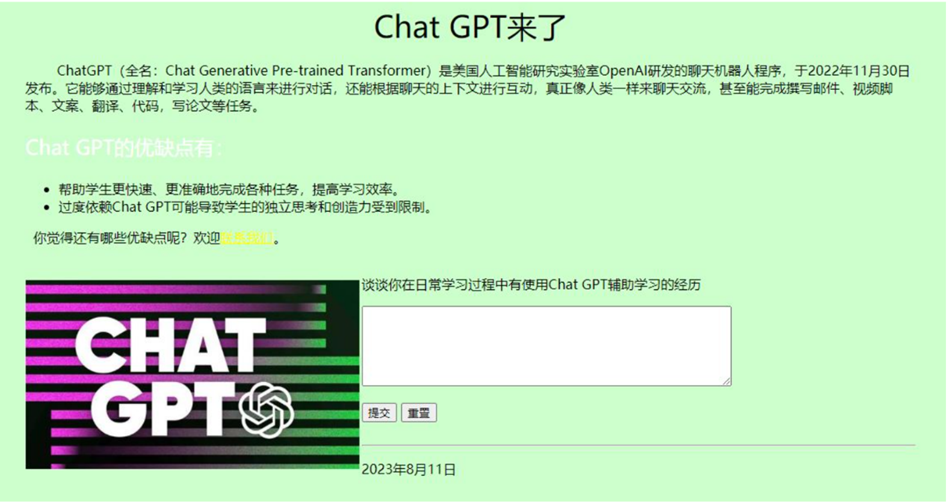 Chat GPT来了
ChatGPT（全名：Chat Generative Pre-trained Transformer）是美国人工智能研究实验室OpenAI研发的聊天机器人程序，于2022年11月30日
发布。它能够通过理解和学习人类的语言来进行对话，还能根据聊天的上下文进行互动，真正像人类一样来聊天交流，甚至能完成撰写邮件、视频脚
本、文案、翻译、代码，写论文等任务。
Chat GPT的优缺点有：
• 帮助学生更快速、更准确地完成各种任务，提高学习效率。
• 过度依赖Chat GPT可能导致学生的独立思考和创造力受到限制。
你觉得还有哪些优缺点呢？欢迎联系我们。
CHAT
GPT
谈谈你在日常学习过程中有使用Chat GPT辅助学习的经历
提交 重置
2023年8月11日